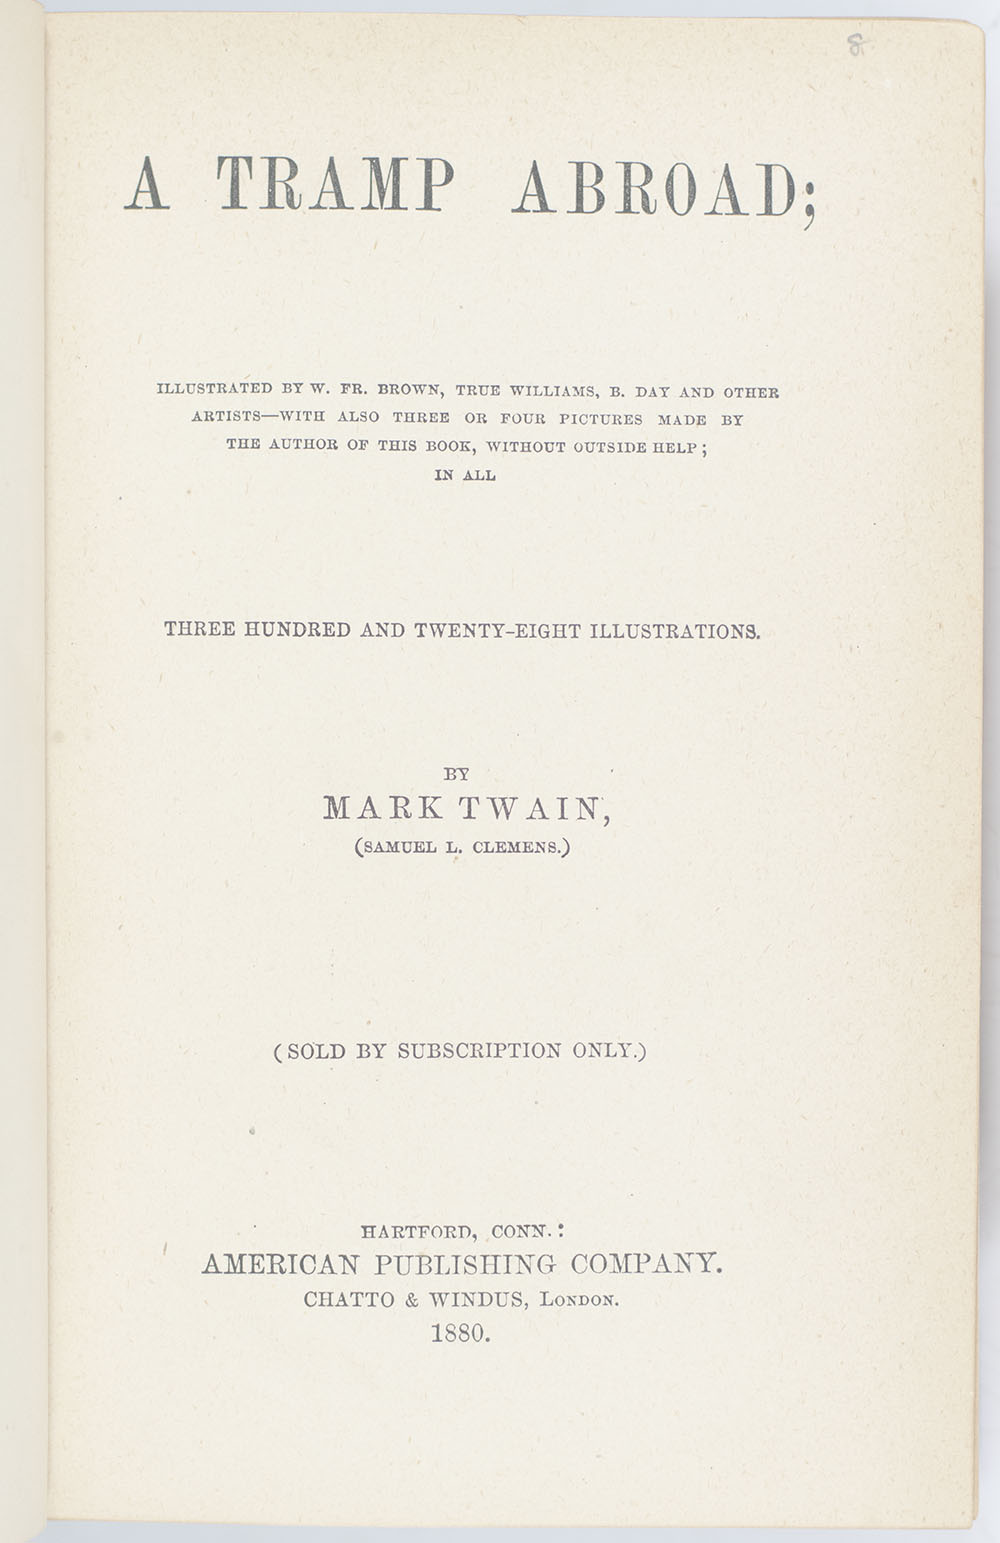 A TRAMP ABROAD;
ILLUSTRATED BY W. FR. BROWN, TRUE WILLIAMS, B. DAY AND OTHER
ARTISTS—WITH ALSO THREE OR FOUR PICTURES MADE BY
THE AUTHOR OF THIS BOOK, WITHOUT OUTSIDE HELP;
IN ALL
THREE HUNDRED AND TWENTY-EIGHT ILLUSTRATIONS.
BY
MARK TWAIN,
(SAMUEL L. CLEMENS.)
(SOLD BY SUBSCRIPTION ONLY.)
HARTFORD, CONN.:
AMERICAN PUBLISHING COMPANY.
CHATTO & WINDUS, LONDON.
1880.